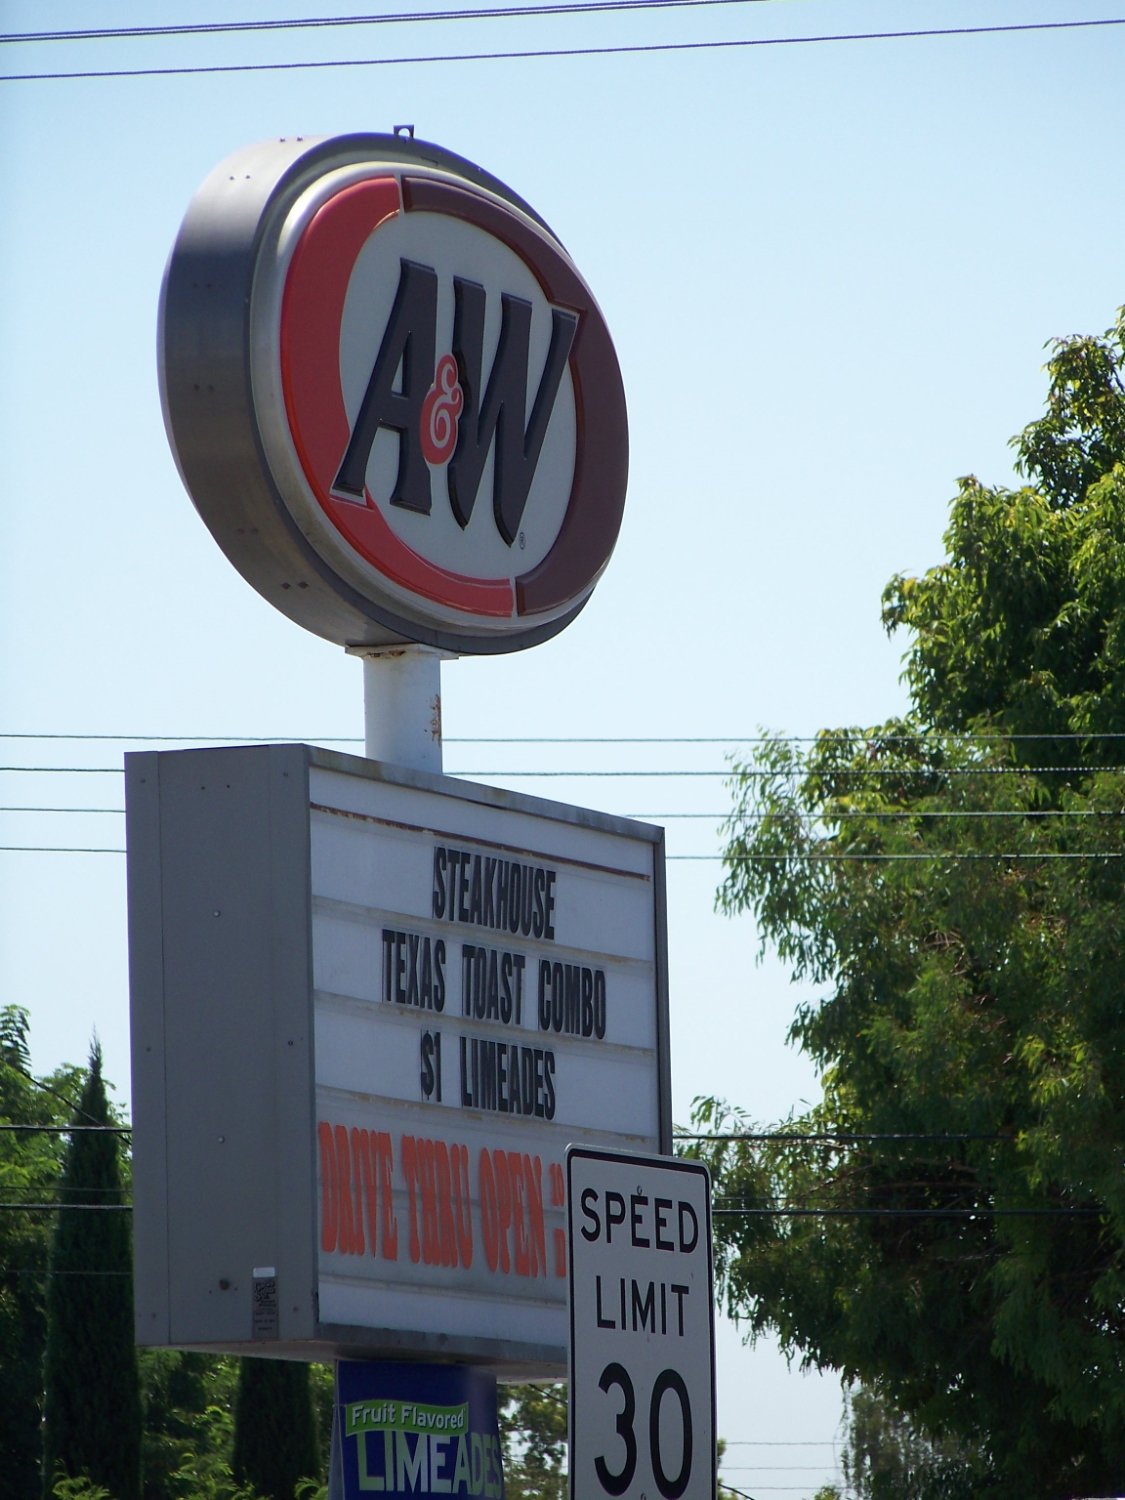 A&W
®
STEAKHOUSE
TEXAS TOAST COMBO
$1 LIMEADES
DRIVE THRU OPEN
SPEED
LIMIT
30
Fruit Flavored
LIMEADES